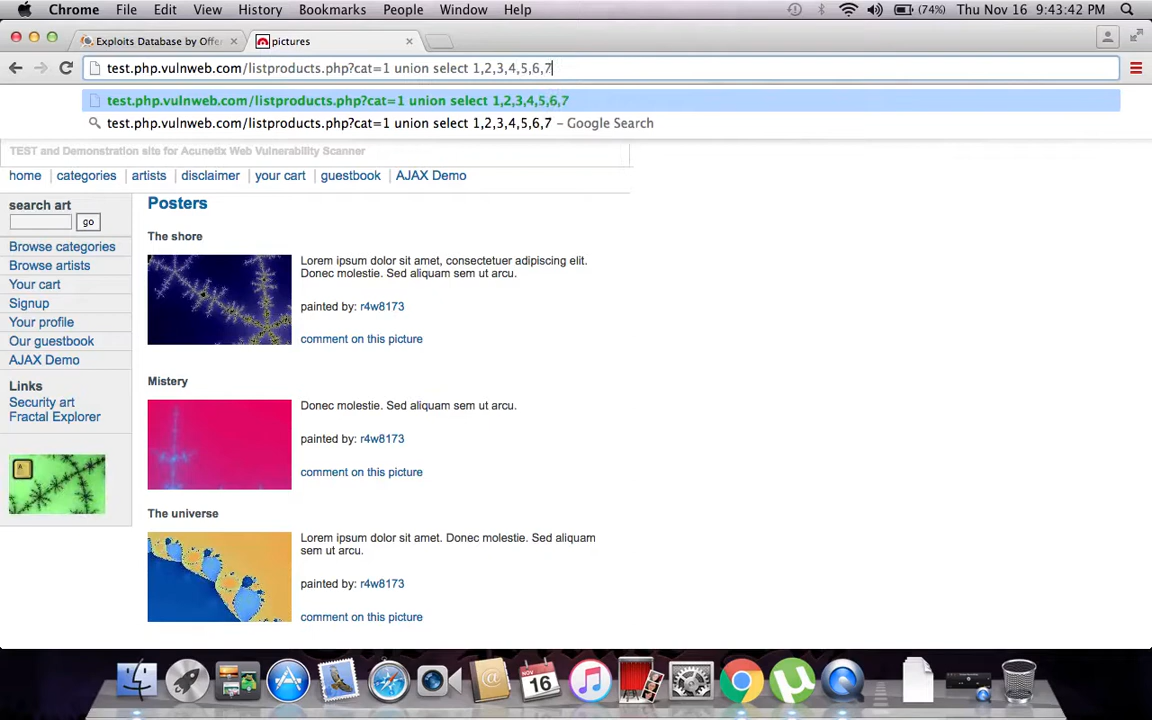 Chrome File Edit View History Bookmarks People Window Help (74%) Thu Nov 16 9:43:42 PM
Exploits Database by Offe pictures
test.php.vulnweb.com/listproducts.php?cat=1 union select 1,2,3,4,5,6,7
test.php.vulnweb.com/listproducts.php?cat=1 union select 1,2,3,4,5,6,7
test.php.vulnweb.com/listproducts.php?cat=1 union select 1,2,3,4,5,6,7 – Google Search
TEST and Demonstration site for Acunetix Web Vulnerability Scanner
home | categories | artists | disclaimer | your cart | guestbook | AJAX Demo
search art
go
Browse categories
Browse artists
Your cart
Signup
Your profile
Our guestbook
AJAX Demo
Links
Security art
Fractal Explorer
Posters
The shore
Lorem ipsum dolor sit amet, consectetuer adipiscing elit.
Donec molestie. Sed aliquam sem ut arcu.
painted by: r4w8173
comment on this picture
Mistery
Donec molestie. Sed aliquam sem ut arcu.
painted by: r4w8173
comment on this picture
The universe
Lorem ipsum dolor sit amet. Donec molestie. Sed aliquam
sem ut arcu.
painted by: r4w8173
comment on this picture
NOV
16